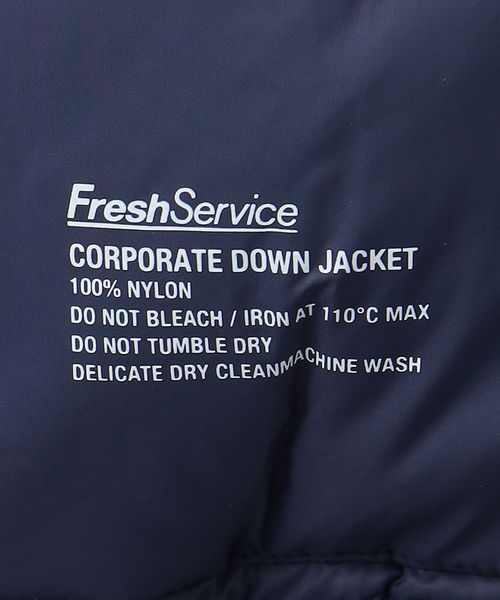 FreshService
CORPORATE DOWN JACKET
100% NYLON
DO NOT BLEACH / IRON AT 110°C MAX
DO NOT TUMBLE DRY
DELICATE DRY CLEANMACHINE WASH